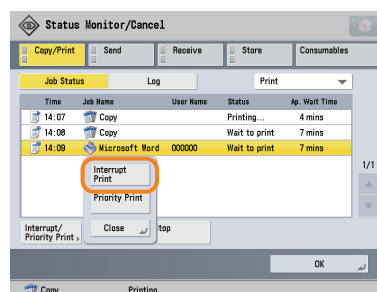 Status Monitor/Cancel
Copy/Print Send Receive Store Consumables
Job Status Log Print
Time Job Name User Name Status Ap. Wait Time
14:07 Copy Printing... 4 mins
14:08 Copy Wait to print 7 mins
14:09 Microsoft Word 000000 Wait to print 7 mins
1/1
Interrupt
Print
Priority Print
Close
Interrupt/
Priority Print
Stop
OK
Copy Printing